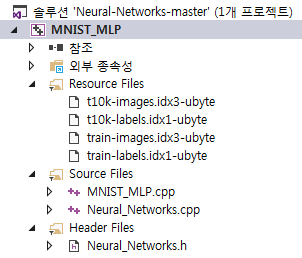 솔루션 'Neural-Networks-master' (1개 프로젝트)
MNIST_MLP
참조
외부 종속성
Resource Files
t10k-images.idx3-ubyte
t10k-labels.idx1-ubyte
train-images.idx3-ubyte
train-labels.idx1-ubyte
Source Files
MNIST_MLP.cpp
Neural_Networks.cpp
Header Files
Neural_Networks.h